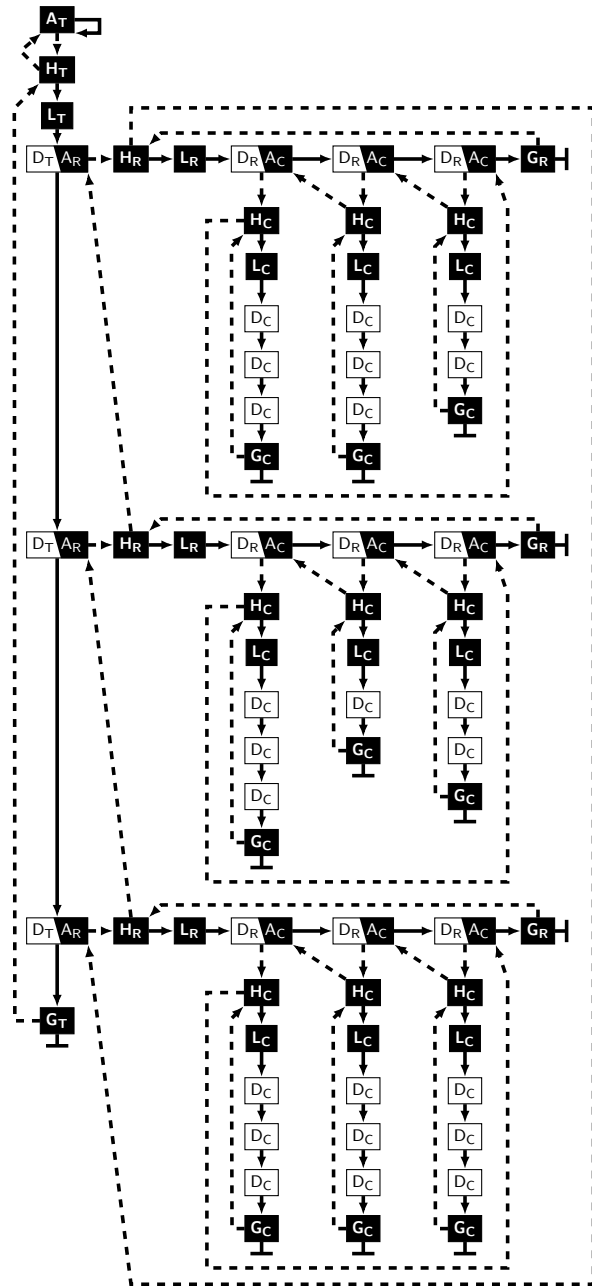 A_T
H_T
L_T
D_T A_R H_R L_R D_R A_C D_R A_C D_R A_C G_R
H_C H_C H_C
L_C L_C L_C
D_C D_C D_C
D_C D_C D_C
D_C D_C G_C
G_C G_C
D_T A_R H_R L_R D_R A_C D_R A_C D_R A_C G_R
H_C H_C H_C
L_C L_C L_C
D_C D_C D_C
D_C G_C D_C
D_C G_C
G_C
D_T A_R H_R L_R D_R A_C D_R A_C D_R A_C G_R
H_C H_C H_C
G_T L_C L_C L_C
D_C D_C D_C
D_C D_C D_C
D_C D_C D_C
G_C G_C G_C